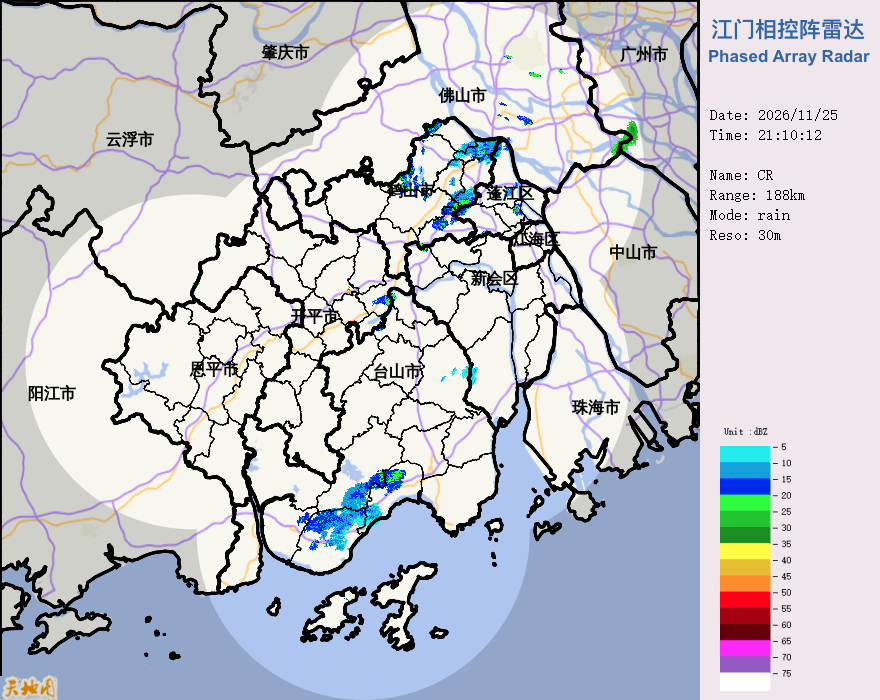 江门相控阵雷达
Phased Array Radar
Date: 2026/11/25
Time: 21:10:12
Name: CR
Range: 188km
Mode: rain
Reso: 30m
肇庆市
广州市
佛山市
云浮市
鹤山市
蓬江区
江海区
中山市
新会区
开平市
恩平市
台山市
阳江市
珠海市
Unit :dBZ
5
10
15
20
25
30
35
40
45
50
55
60
65
70
75
天地图